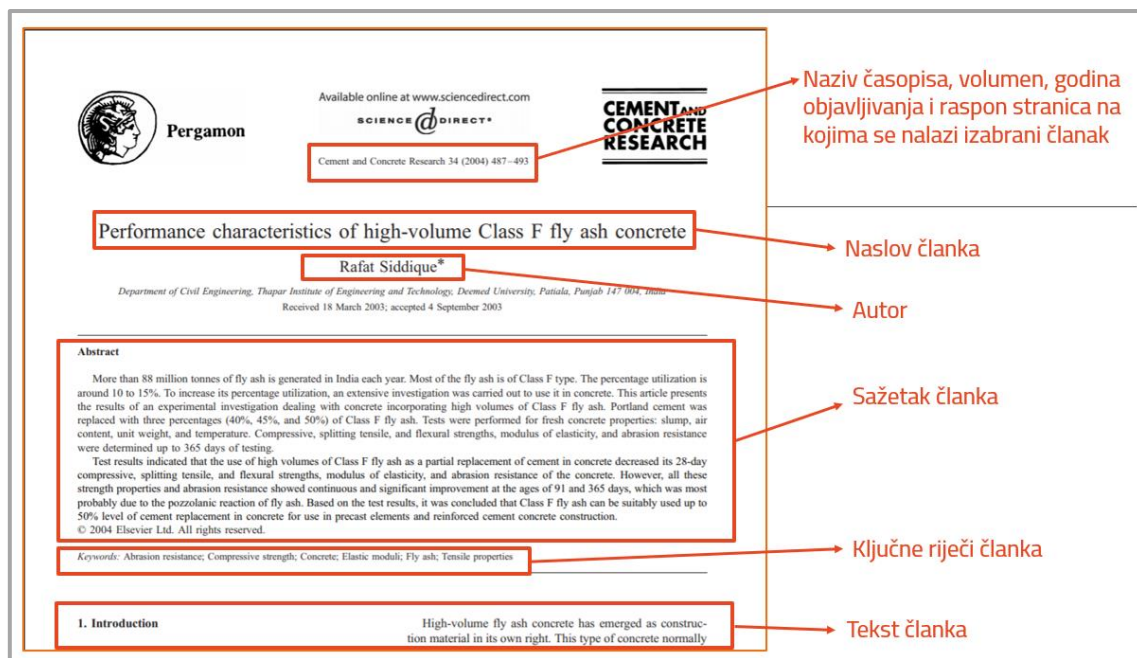 Available online at www.sciencedirect.com
SCIENCE @ DIRECT®
Pergamon
CEMENT AND
CONCRETE
RESEARCH
Cement and Concrete Research 34 (2004) 487–493
Naziv časopisa, volumen, godina
objavljivanja i raspon stranica na
kojima se nalazi izabrani članak
Performance characteristics of high-volume Class F fly ash concrete
Naslov članka
Rafat Siddique*
Autor
Department of Civil Engineering, Thapar Institute of Engineering and Technology, Deemed University, Patiala, Punjab 147 004, India
Received 18 March 2003; accepted 4 September 2003
Abstract
More than 88 million tonnes of fly ash is generated in India each year. Most of the fly ash is of Class F type. The percentage utilization is
around 10 to 15%. To increase its percentage utilization, an extensive investigation was carried out to use it in concrete. This article presents
the results of an experimental investigation dealing with concrete incorporating high volumes of Class F fly ash. Portland cement was
replaced with three percentages (40%, 45%, and 50%) of Class F fly ash. Tests were performed for fresh concrete properties: slump, air
content, unit weight, and temperature. Compressive, splitting tensile, and flexural strengths, modulus of elasticity, and abrasion resistance
were determined up to 365 days of testing.
Test results indicated that the use of high volumes of Class F fly ash as a partial replacement of cement in concrete decreased its 28-day
compressive, splitting tensile, and flexural strengths, modulus of elasticity, and abrasion resistance of the concrete. However, all these
strength properties and abrasion resistance showed continuous and significant improvement at the ages of 91 and 365 days, which was most
probably due to the pozzolanic reaction of fly ash. Based on the test results, it was concluded that Class F fly ash can be suitably used up to
50% level of cement replacement in concrete for use in precast elements and reinforced cement concrete construction.
© 2004 Elsevier Ltd. All rights reserved.
Sažetak članka
Keywords: Abrasion resistance; Compressive strength; Concrete; Elastic moduli; Fly ash; Tensile properties
Ključne riječi članka
1. Introduction
High-volume fly ash concrete has emerged as construc-
tion material in its own right. This type of concrete normally
Tekst članka